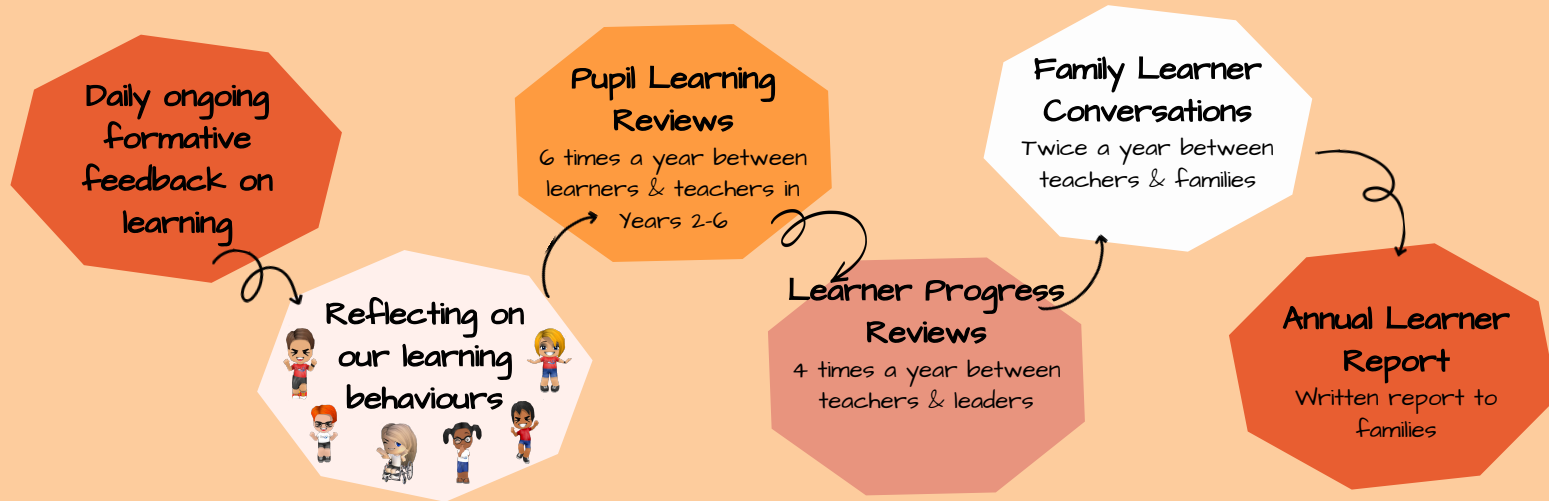 Daily ongoing
formative
feedback on
learning
Reflecting on
our learning
behaviours
Pupil Learning
Reviews
6 times a year between
learners & teachers in
Years 2-6
Learner Progress
Reviews
4 times a year between
teachers & leaders
Family Learner
Conversations
Twice a year between
teachers & families
Annual Learner
Report
Written report to
families